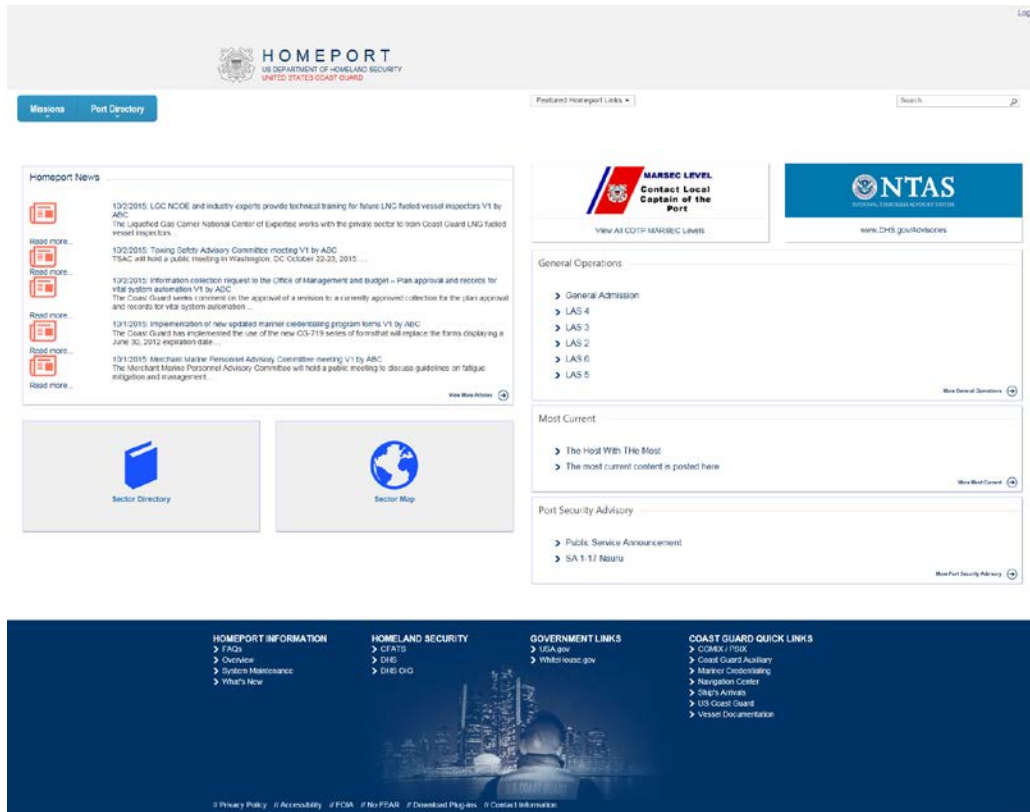 Log
HOMEPORT
US DEPARTMENT OF HOMELAND SECURITY
UNITED STATES COAST GUARD
Missions
Port Directory
Featured Homeport Links
Search
Homeport News
10/2/2015: LGC NCOE and industry experts provide technical training for future LNG fueled vessel inspectors V1 by
ABC
The Liquefied Gas Carrier National Center of Expertise works with the private sector to train Coast Guard LNG fueled
vessel inspectors ...
Read more...
10/2/2015: Towing Safety Advisory Committee meeting V1 by ABC
TSAC will hold a public meeting in Washington, DC October 22-23, 2015. ...
Read more...
10/2/2015: Information collection request to the Office of Management and Budget – Plan approval and records for
vital system automation V1 by ABC
The Coast Guard seeks comment on the approval of a revision to a currently approved collection for the plan approval
and records for vital system automation ...
Read more...
10/1/2015: Implementation of new updated mariner credentialing program forms V1 by ABC
The Coast Guard has implemented the use of the new CG-719 series of formsthat will replace the forms displaying a
June 30, 2012 expiration date ...
Read more...
10/1/2015: Merchant Marine Personnel Advisory Committee meeting V1 by ABC
The Merchant Marine Personnel Advisory Committee will hold a public meeting to discuss guidelines on fatigue
mitigation and management...
Read more...
View More Articles
Sector Directory
Sector Map
MARSEC LEVEL
Contact Local
Captain of the
Port
View All COTP MARSEC Levels
NTAS
NATIONAL TERRORISM ADVISORY SYSTEM
www.DHS.gov/Advisories
General Operations
General Admission
LAS 4
LAS 3
LAS 2
LAS 6
LAS 5
More General Operations
Most Current
The Host With THe Most
The most current content is posted here
More Most Current
Port Security Advisory
Public Service Announcement
SA 1-17 Nauru
More Port Security Advisory
HOMEPORT INFORMATION
FAQs
Overview
System Maintenance
What's New
HOMELAND SECURITY
CFATS
DHS
DHS OIG
GOVERNMENT LINKS
USA.gov
WhiteHouse.gov
COAST GUARD QUICK LINKS
CGMIX / PSIX
Coast Guard Auxiliary
Mariner Credentialing
Navigation Center
Ship's Arrivals
US Coast Guard
Vessel Documentation
U.S. COAST GUARD
// Privacy Policy // Accessibility // FOIA // No FEAR // Download Plug-ins // Contact Information